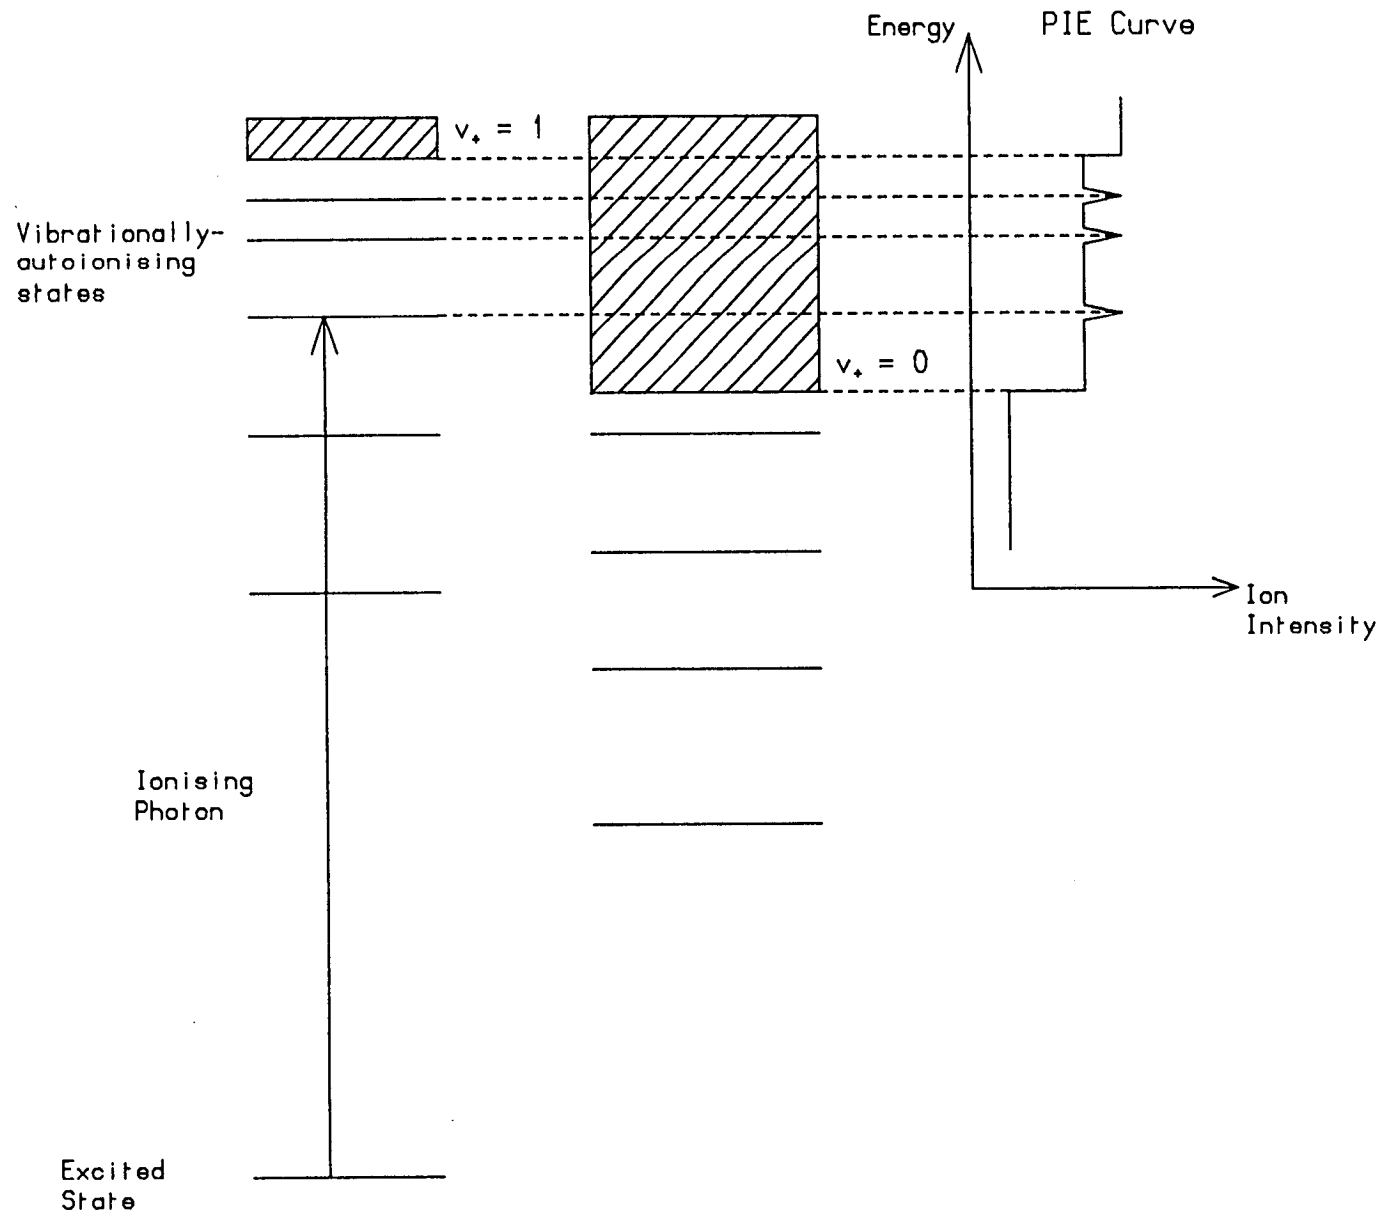 Energy
PIE Curve
v₊ = 1
Vibrationally-
autoionising
states
v₊ = 0
Ion
Intensity
Ionising
Photon
Excited
State